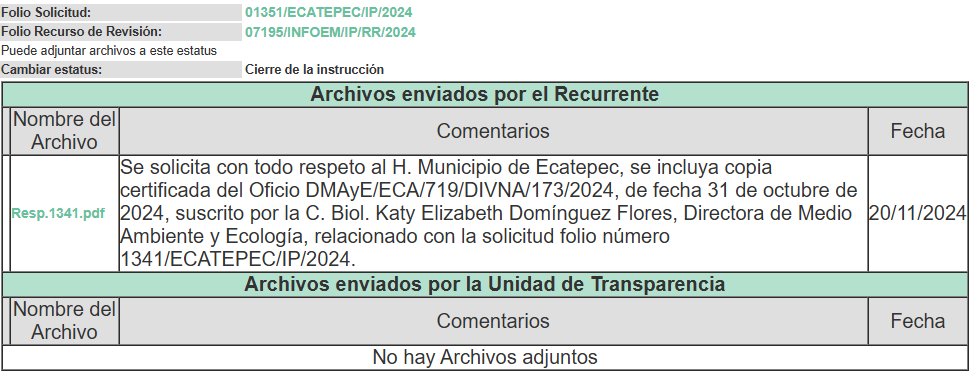 Folio Solicitud: 01351/ECATEPEC/IP/2024
Folio Recurso de Revisión: 07195/INFOEM/IP/RR/2024
Puede adjuntar archivos a este estatus
Cambiar estatus: Cierre de la instrucción
Archivos enviados por el Recurrente
Nombre del Archivo Comentarios Fecha
Resp.1341.pdf
Se solicita con todo respeto al H. Municipio de Ecatepec, se incluya copia
certificada del Oficio DMAyE/ECA/719/DIVNA/173/2024, de fecha 31 de octubre de
2024, suscrito por la C. Biol. Katy Elizabeth Domínguez Flores, Directora de Medio
Ambiente y Ecología, relacionado con la solicitud folio número
1341/ECATEPEC/IP/2024.
20/11/2024
Archivos enviados por la Unidad de Transparencia
Nombre del Archivo Comentarios Fecha
No hay Archivos adjuntos